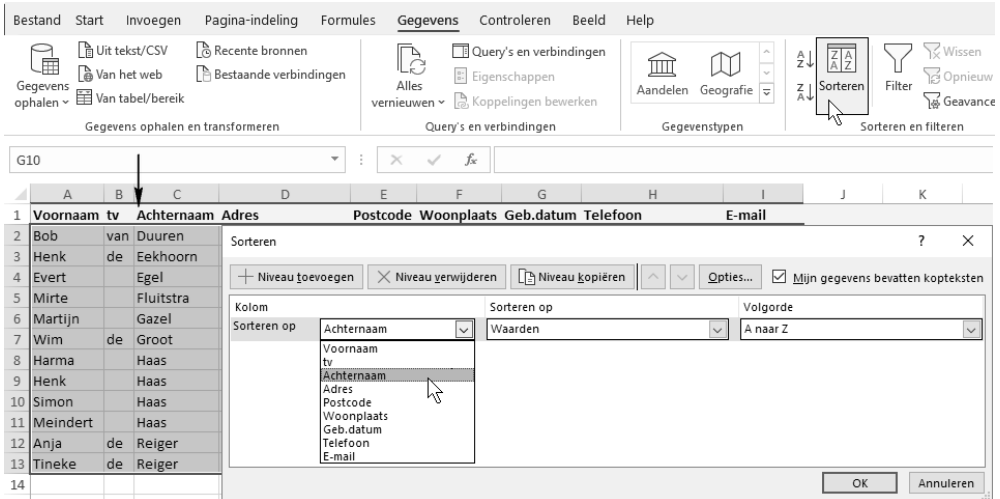 Bestand Start Invoegen Pagina-indeling Formules Gegevens Controleren Beeld Help
Gegevens ophalen
Uit tekst/CSV
Van het web
Van tabel/bereik
Recente bronnen
Bestaande verbindingen
Gegevens ophalen en transformeren
Alles vernieuwen
Query's en verbindingen
Eigenschappen
Koppelingen bewerken
Query's en verbindingen
Aandelen Geografie
Gegevenstypen
Sorteren
Filter
Wissen
Opnieuw
Geavance
Sorteren en filteren
G10 fx
A B C D E F G H I J K
1 Voornaam tv Achternaam Adres Postcode Woonplaats Geb.datum Telefoon E-mail
2 Bob van Duuren
3 Henk de Eekhoorn
4 Evert Egel
5 Mirte Fluitstra
6 Martijn Gazel
7 Wim de Groot
8 Harma Haas
9 Henk Haas
10 Simon Haas
11 Meindert Haas
12 Anja de Reiger
13 Tineke de Reiger
14
Sorteren ? ×
Niveau toevoegen Niveau verwijderen Niveau kopiëren Opties... Mijn gegevens bevatten kopteksten
Kolom Sorteren op Volgorde
Sorteren op Achternaam Waarden A naar Z
Voornaam
tv
Achternaam
Adres
Postcode
Woonplaats
Geb.datum
Telefoon
E-mail
OK Annuleren